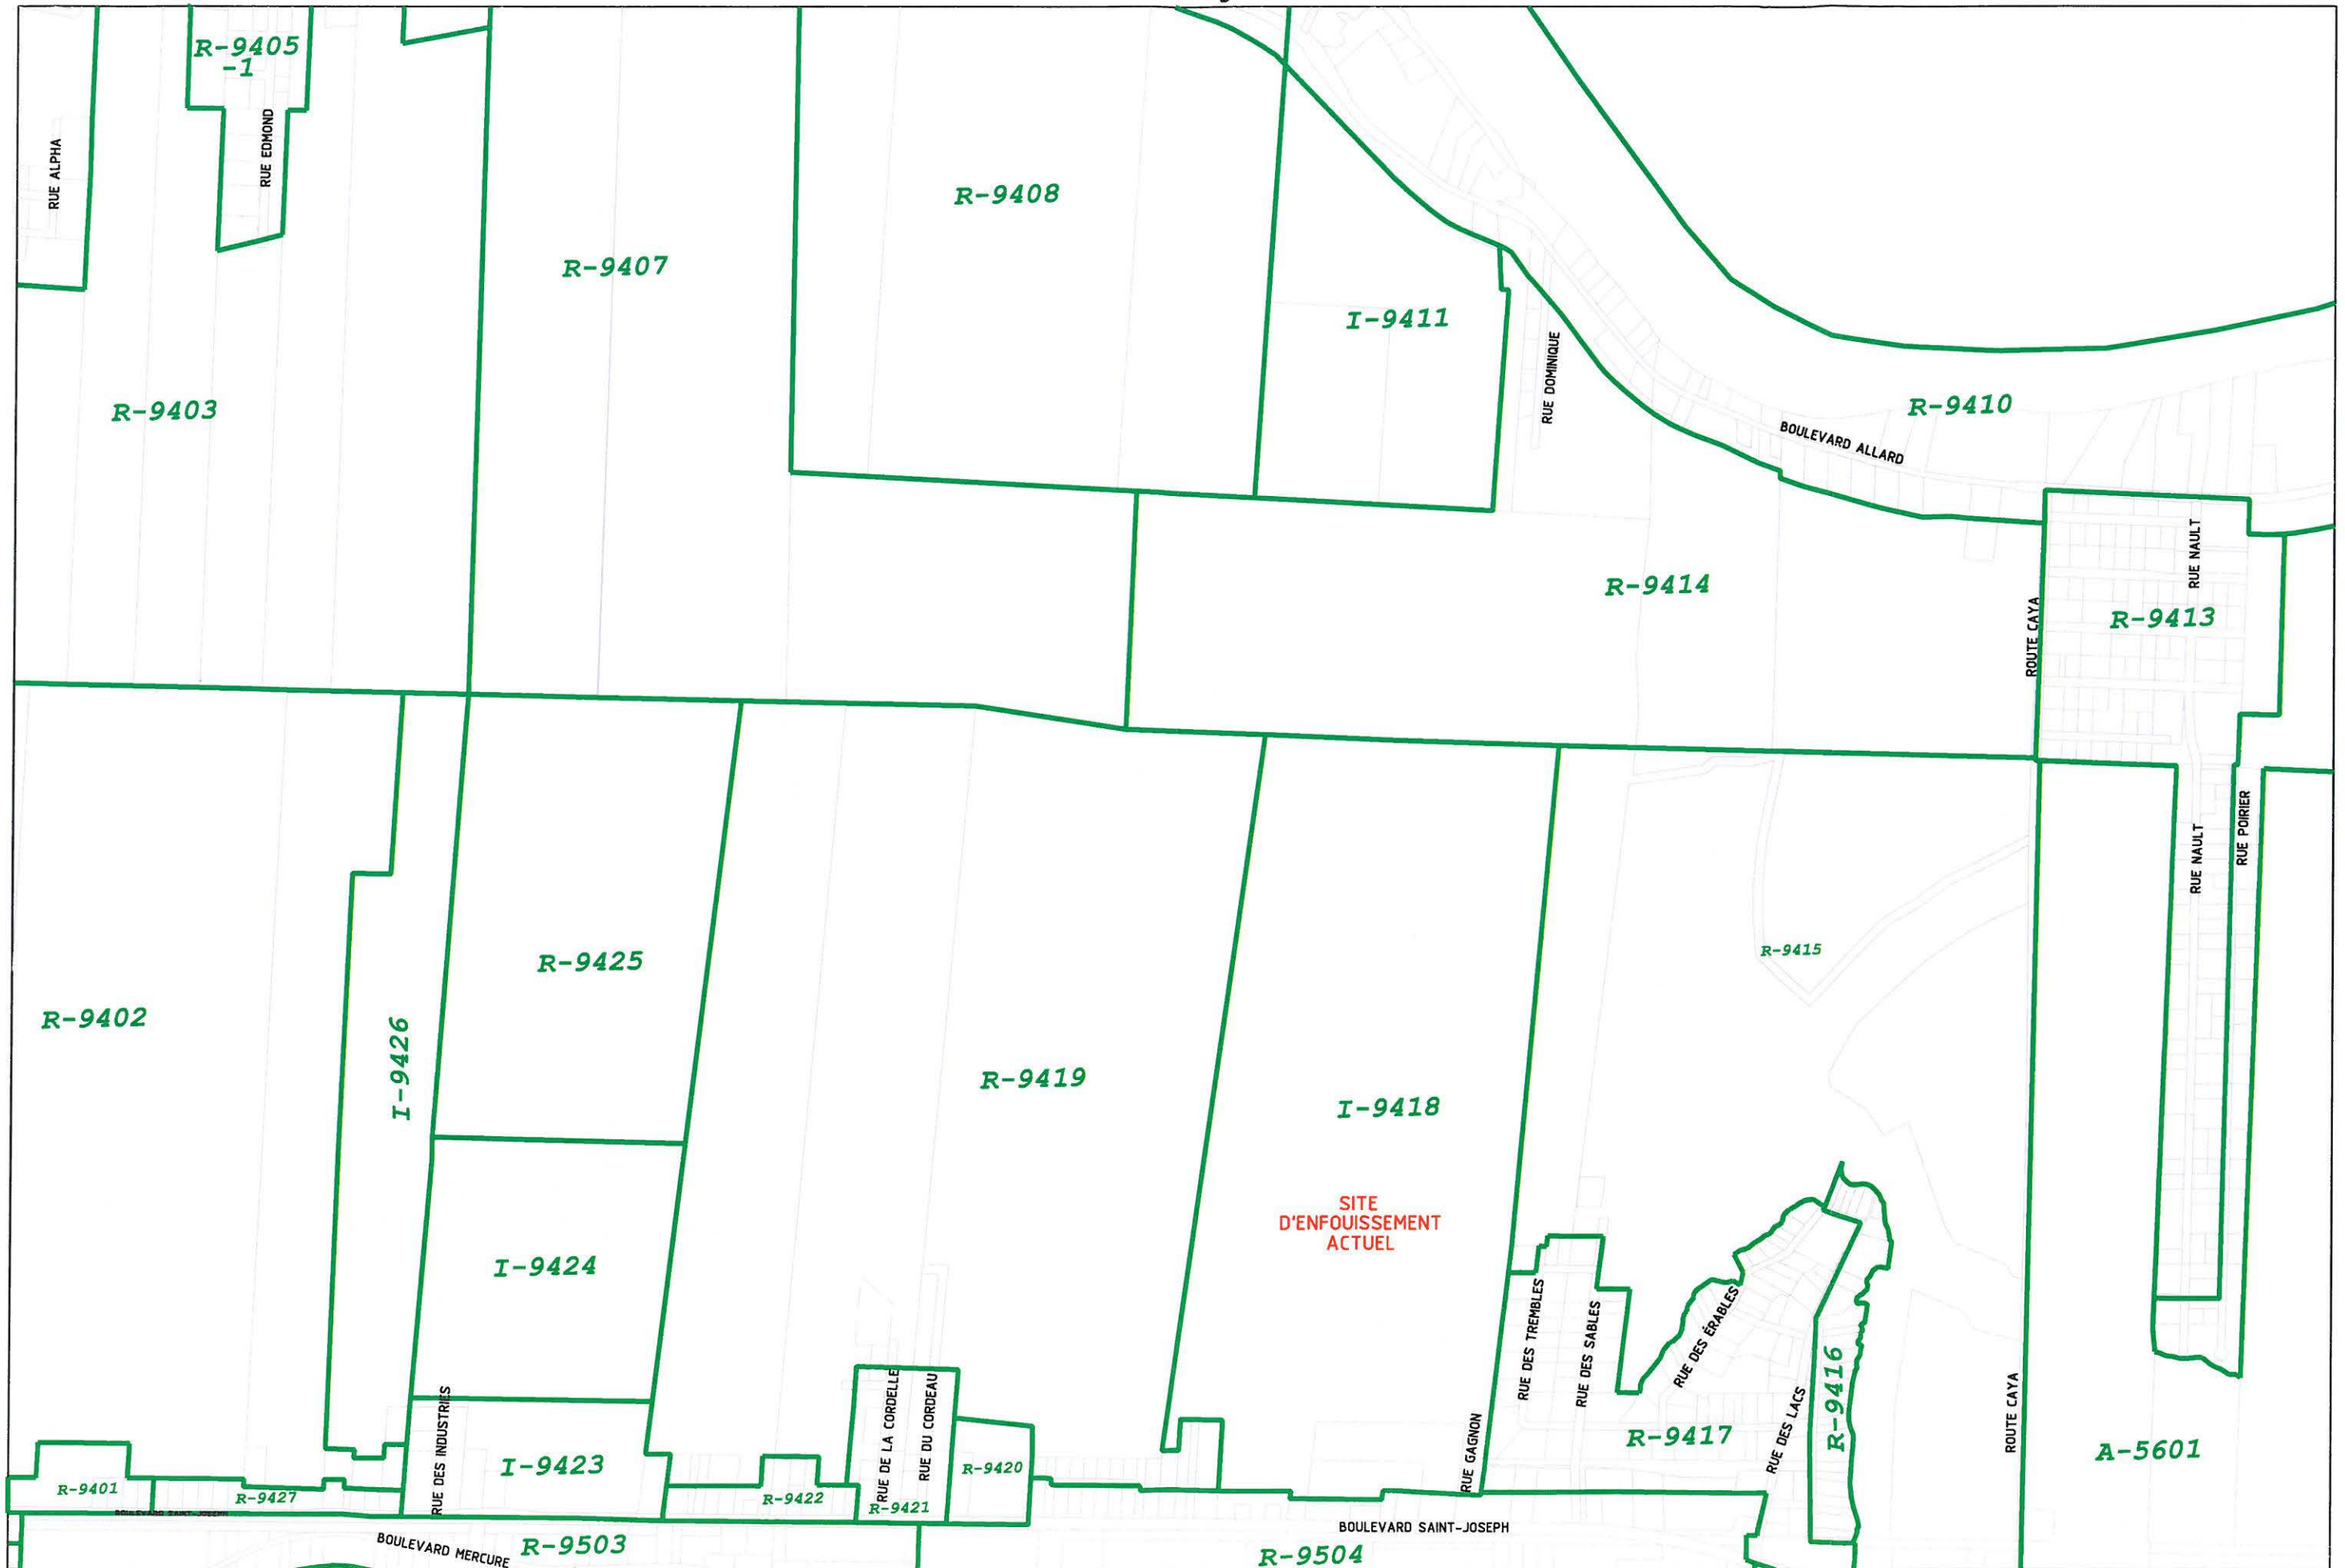 R-9405
-1
RUE EDMOND
RUE ALPHA
R-9408
R-9407
I-9411
RUE DOMINIQUE
R-9403
R-9410
BOULEVARD ALLARD
RUE NAULT
R-9414
R-9413
ROUTE CAYA
RUE POIRIER
RUE NAULT
R-9415
R-9425
R-9402
I-9426
R-9419
I-9418
SITE
D'ENFOUISSEMENT
ACTUEL
I-9424
RUE DES TREMBLES
RUE DES SABLES
RUE DES ÉRABLES
R-9416
RUE DES LACS
ROUTE CAYA
RUE DES INDUSTRIES
RUE DE LA CORDELLE
RUE DU CORDEAU
RUE GAGNON
R-9417
A-5601
I-9423
R-9420
R-9401
R-9427
R-9422
R-9421
BOULEVARD SAINT-JOSEPH
BOULEVARD SAINT-JOSEPH
BOULEVARD MERCURE
R-9503
R-9504